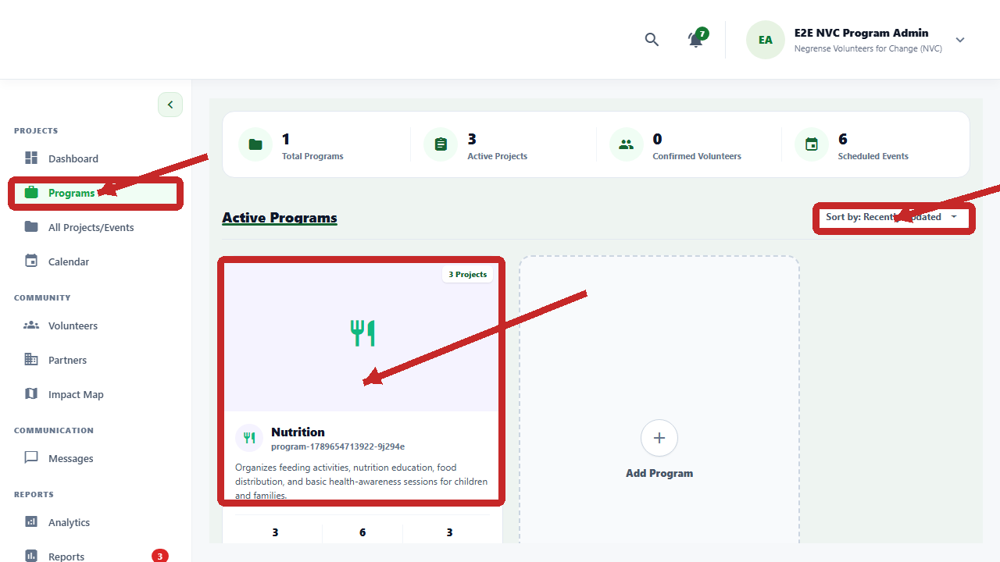 7
EA
E2E NVC Program Admin
Negrense Volunteers for Change (NVC)
PROJECTS
Dashboard
Programs
All Projects/Events
Calendar
COMMUNITY
Volunteers
Partners
Impact Map
COMMUNICATION
Messages
REPORTS
Analytics
Reports
3
1
Total Programs
3
Active Projects
0
Confirmed Volunteers
6
Scheduled Events
Active Programs
Sort by: Recently Updated
3 Projects
Nutrition
program-1789654713922-9j294e
Organizes feeding activities, nutrition education, food
distribution, and basic health-awareness sessions for children
and families.
3
6
3
Add Program